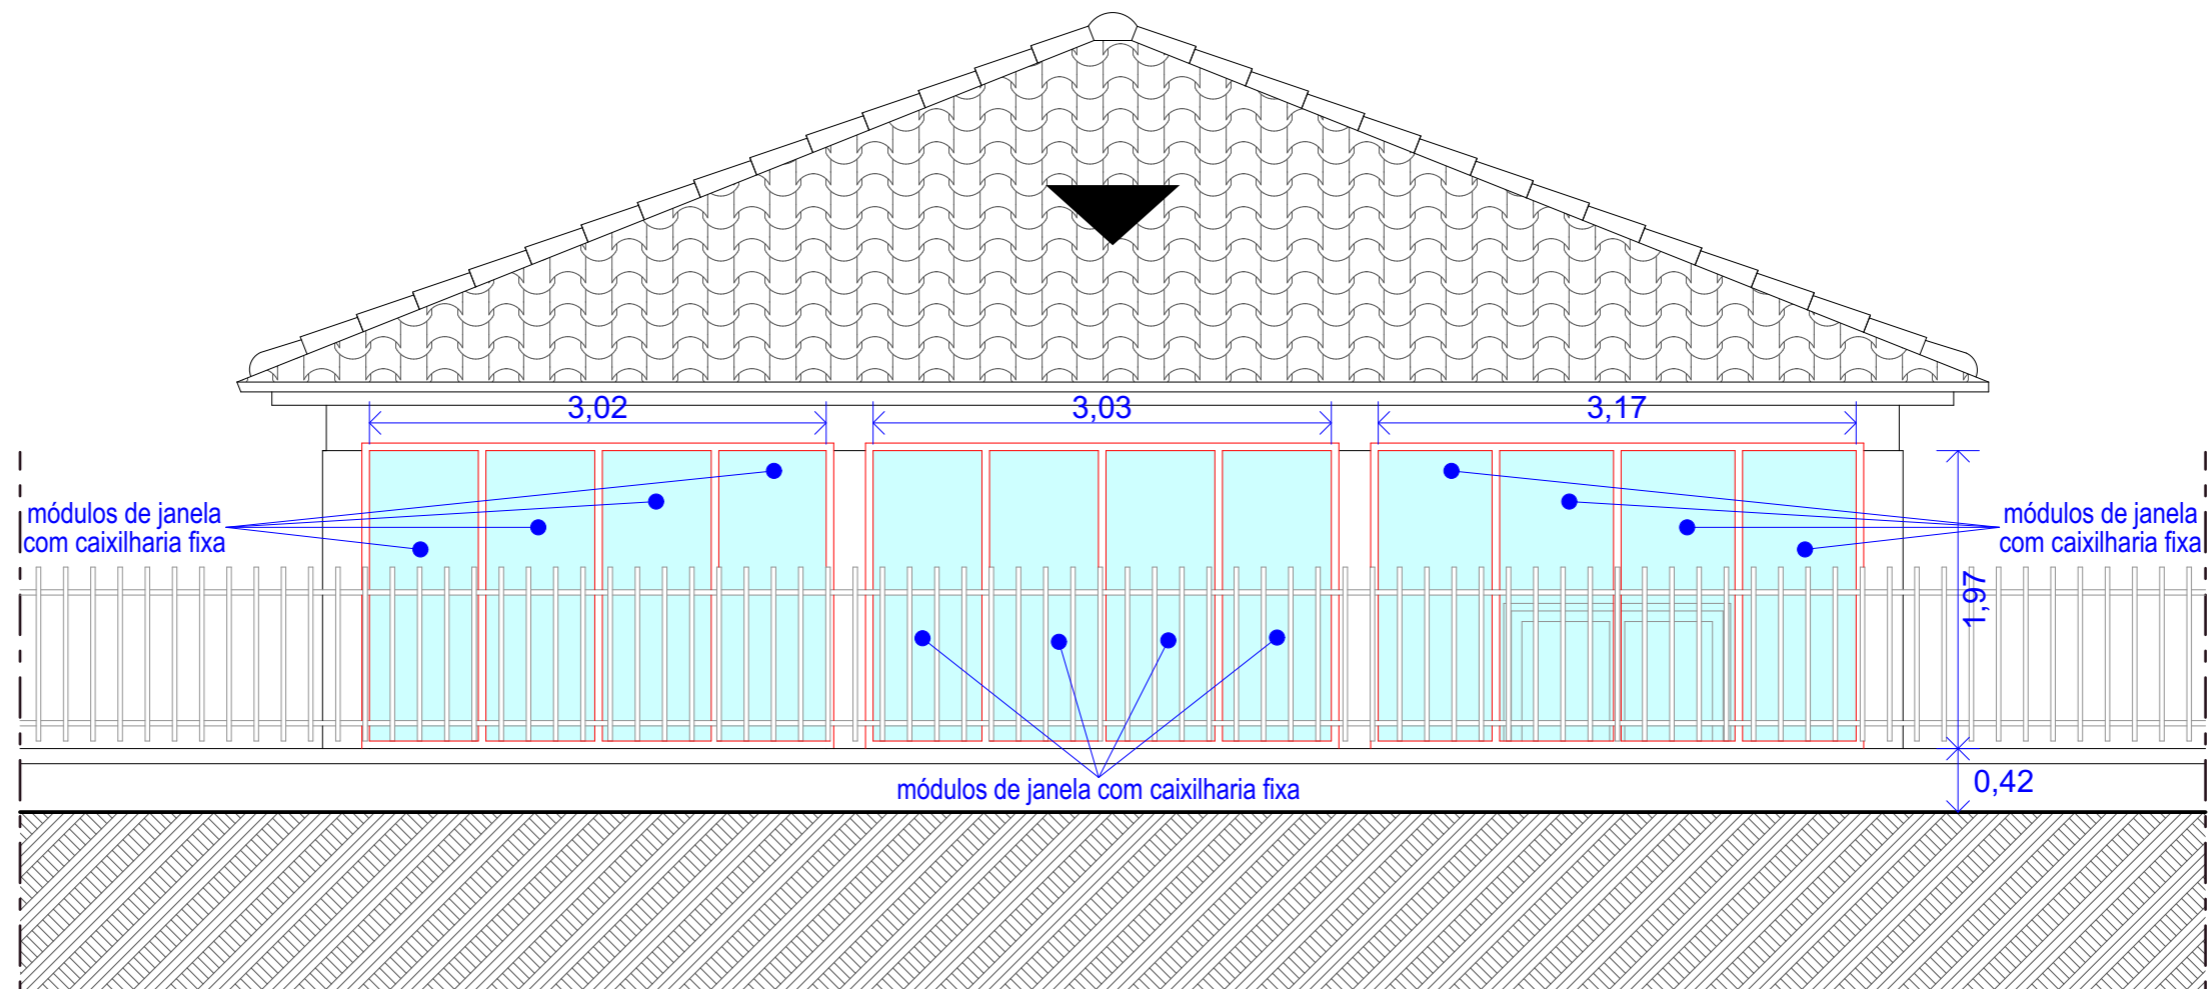 3,02
3,03
3,17
módulos de janela
com caixilharia fixa
módulos de janela
com caixilharia fixa
1,97
0,42
módulos de janela com caixilharia fixa